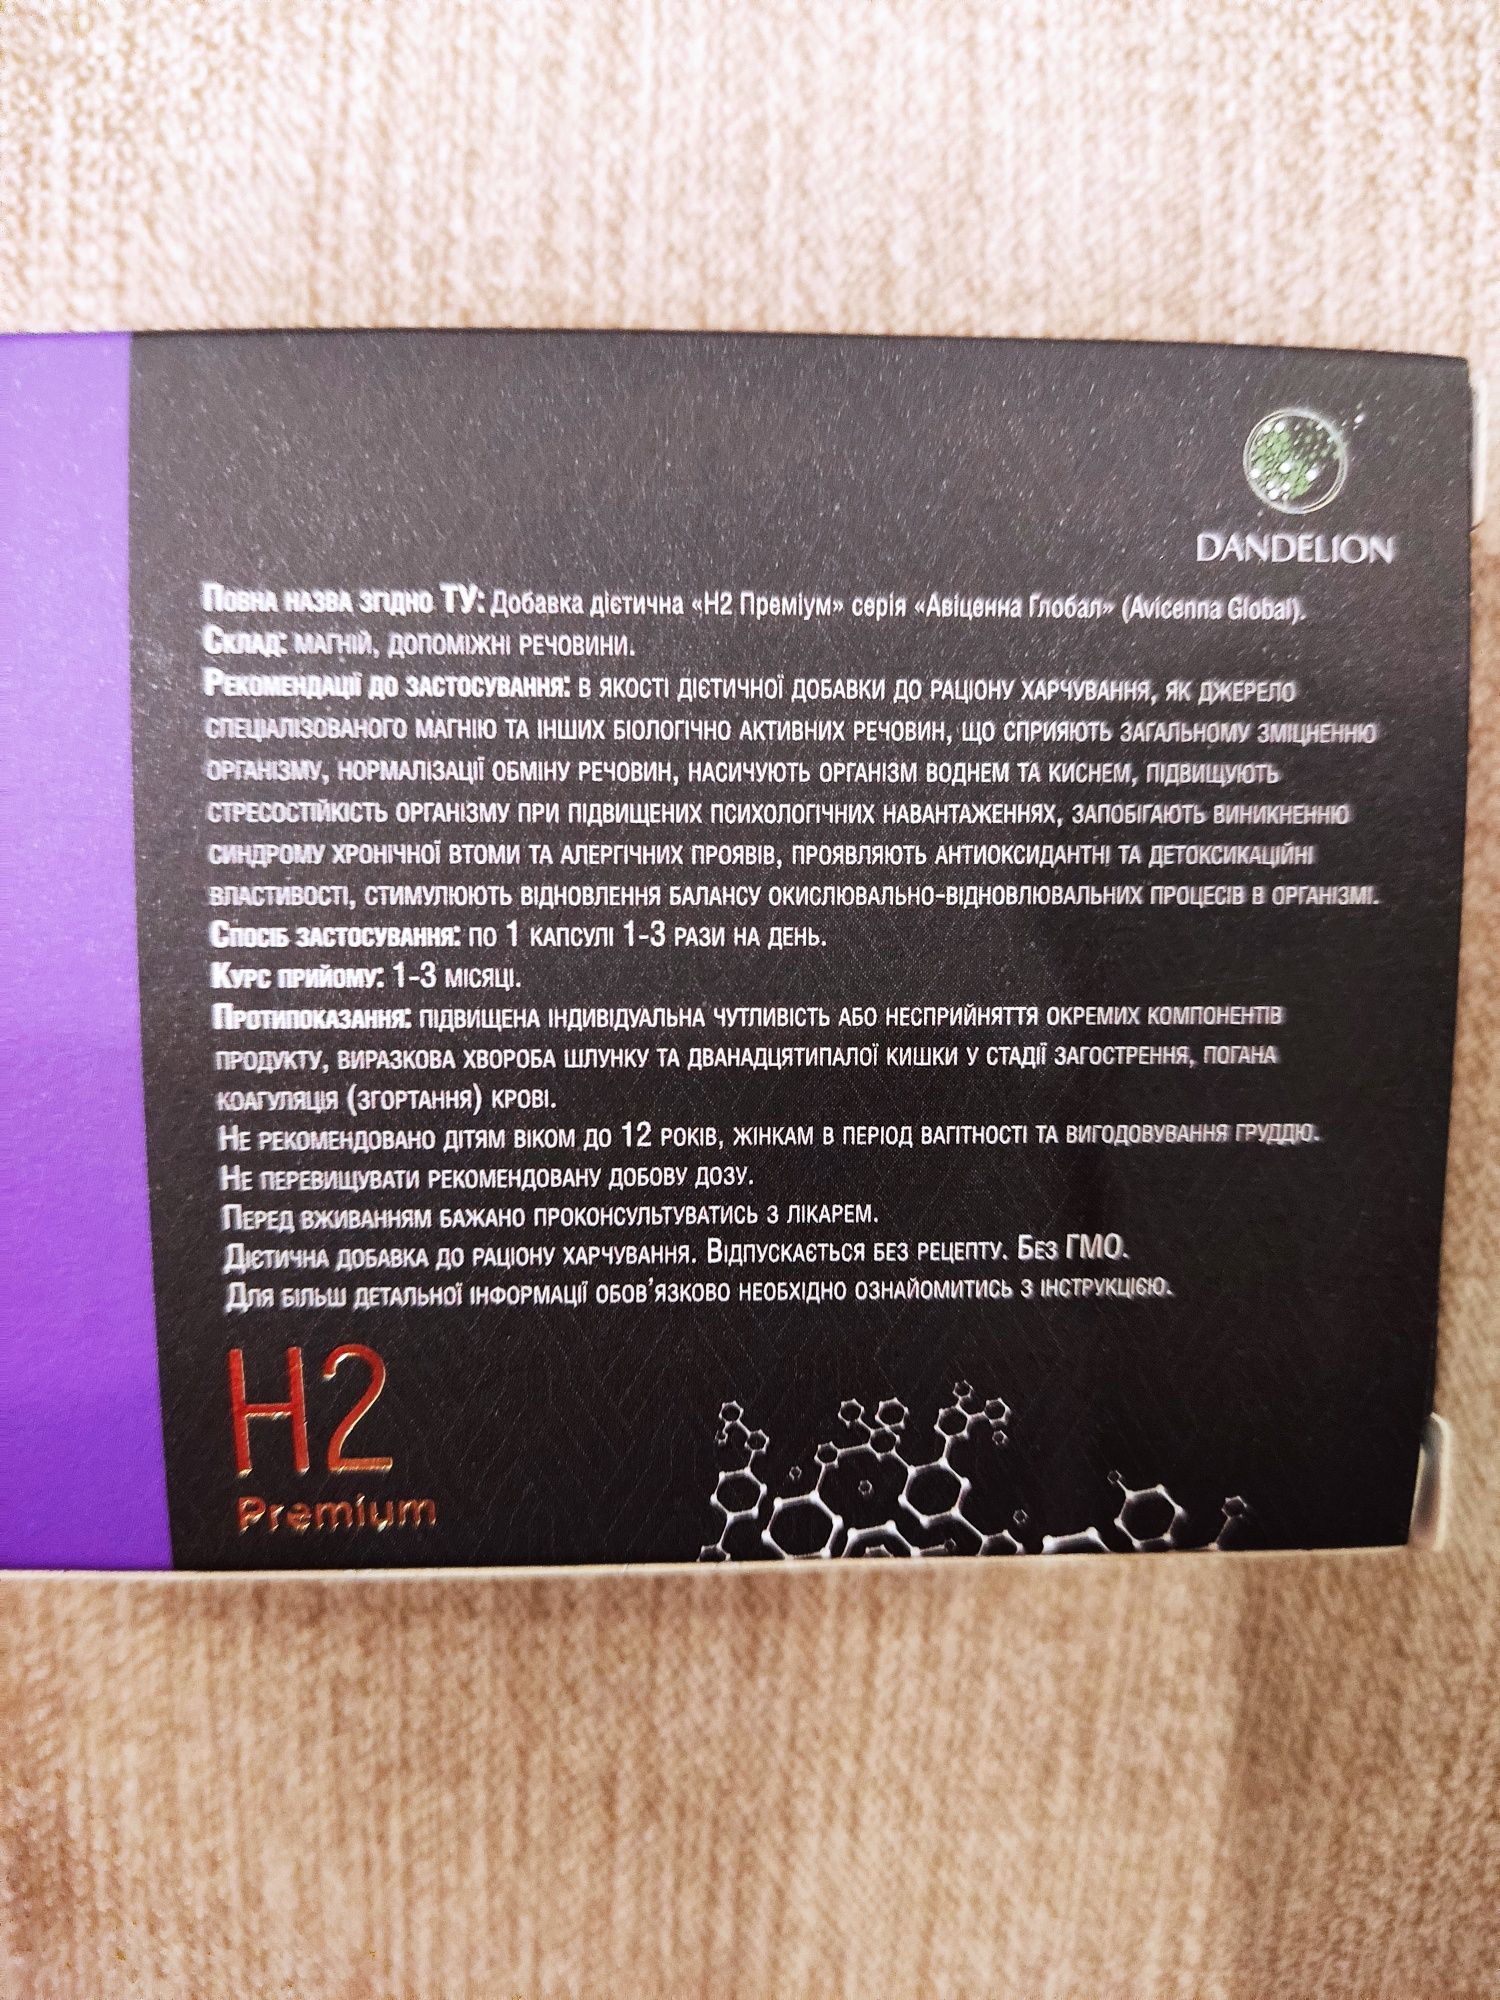 DANDELION
Повна назва згідно ТУ: Добавка дієтична «Н2 Преміум» серія «Авіценна Глобал» (Avicenna Global).
Склад: магній, допоміжні речовини.
Рекомендації до застосування: в якості дієтичної добавки до раціону харчування, як джерело
спеціалізованого магнію та інших біологічно активних речовин, що сприяють загальному зміцненню
організму, нормалізації обміну речовин, насичують організм воднем та киснем, підвищують
стресостійкість організму при підвищених психологічних навантаженнях, запобігають виникненню
синдрому хронічної втоми та алергічних проявів, проявляють антиоксидантні та детоксикаційні
властивості, стимулюють відновлення балансу окислювально-відновлювальних процесів в організмі.
Спосіб застосування: по 1 капсулі 1-3 рази на день.
Курс прийому: 1-3 місяці.
Протипоказання: підвищена індивідуальна чутливість або несприйняття окремих компонентів
продукту, виразкова хвороба шлунку та дванадцятипалої кишки у стадії загострення, погана
коагуляція (згортання) крові.
Не рекомендовано дітям віком до 12 років, жінкам в період вагітності та вигодовування груддю.
Не перевищувати рекомендовану добову дозу.
Перед вживанням бажано проконсультуватись з лікарем.
Дієтична добавка до раціону харчування. Відпускається без рецепту. Без ГМО.
Для більш детальної інформації обов'язково необхідно ознайомитись з інструкцією.
H2
Premium